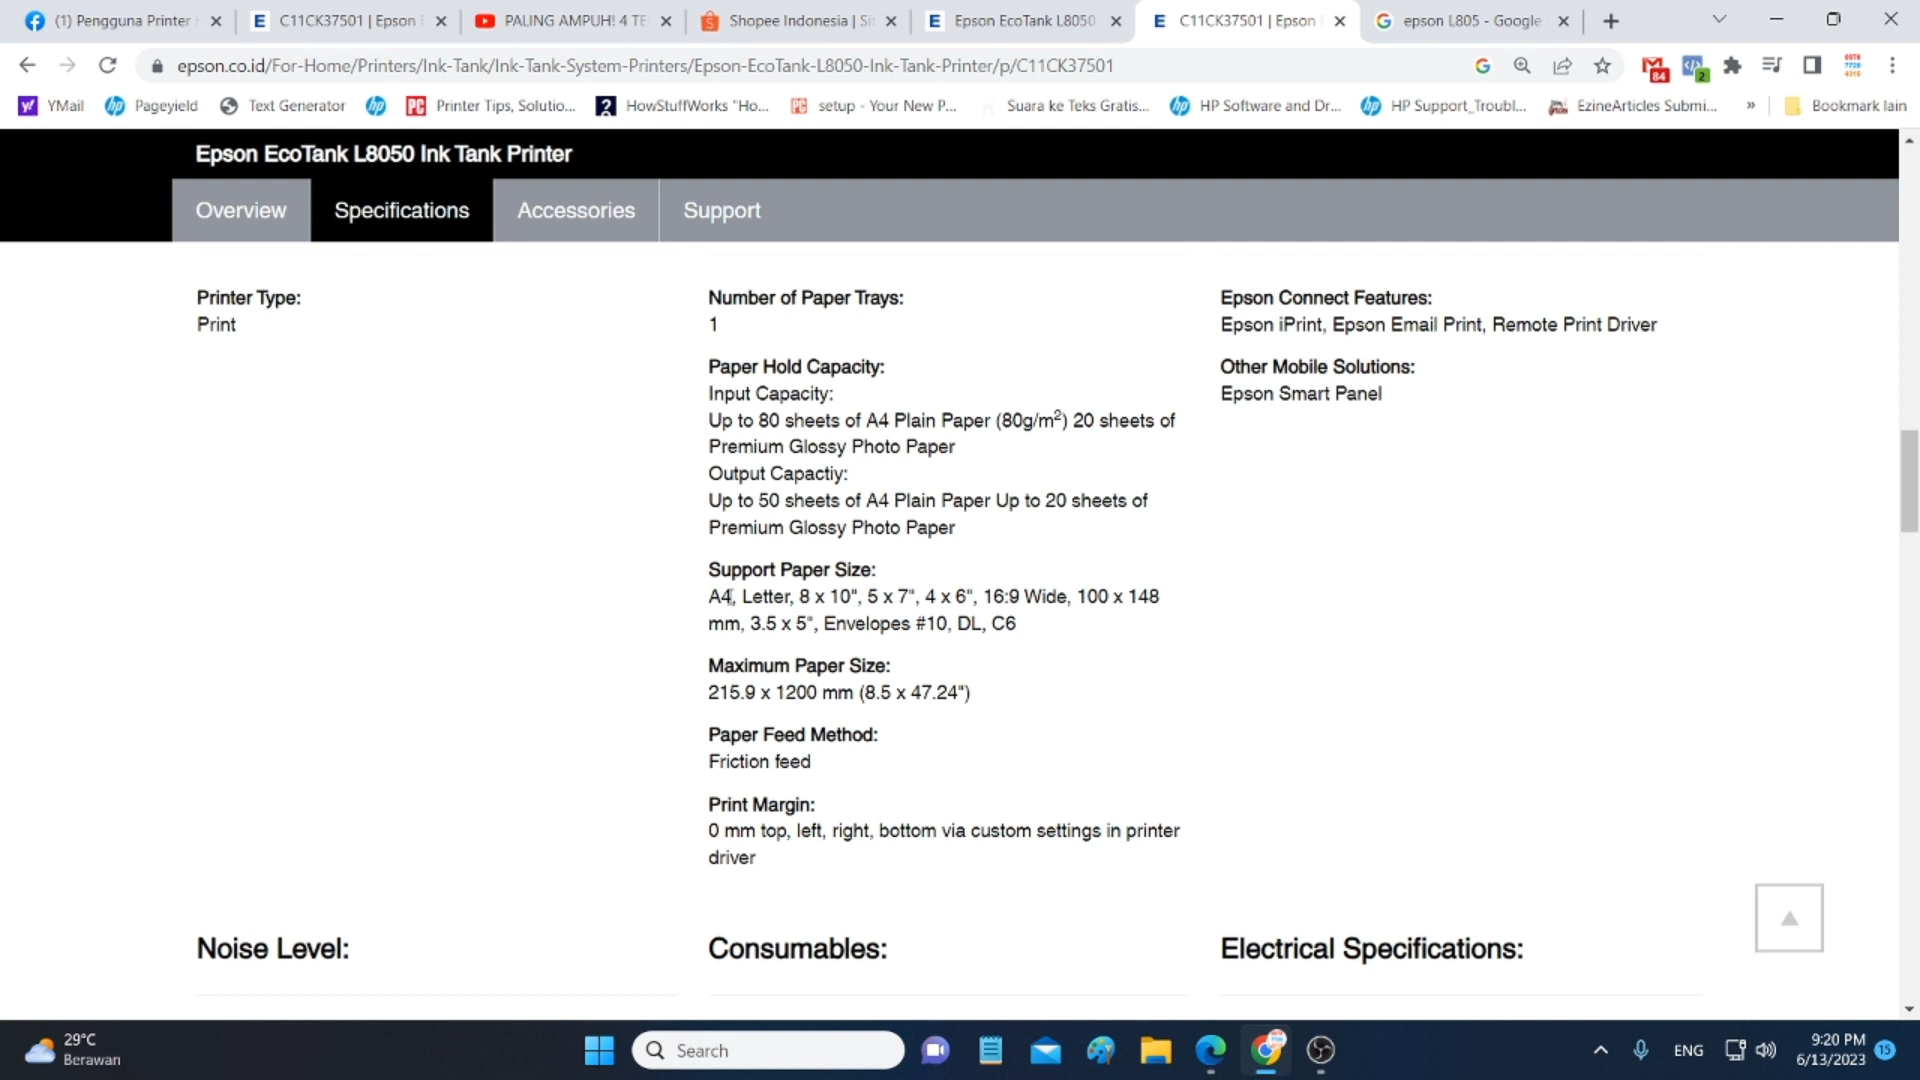 (1) Pengguna Printer
C11CK37501 | Epson
PALING AMPUH! 4 TE
Shopee Indonesia | Si
Epson EcoTank L8050
C11CK37501 | Epson
epson L805 - Google
epson.co.id/For-Home/Printers/Ink-Tank/Ink-Tank-System-Printers/Epson-EcoTank-L8050-Ink-Tank-Printer/p/C11CK37501
84
2
YMail
Pageyield
Text Generator
Printer Tips, Solutio...
HowStuffWorks "Ho...
setup - Your New P...
Suara ke Teks Gratis...
HP Software and Dr...
HP Support_Troubl...
EzineArticles Submi...
»
Bookmark lain
Epson EcoTank L8050 Ink Tank Printer
Overview
Specifications
Accessories
Support
Printer Type:
Print
Number of Paper Trays:
1
Paper Hold Capacity:
Input Capacity:
Up to 80 sheets of A4 Plain Paper (80g/m²) 20 sheets of
Premium Glossy Photo Paper
Output Capactiy:
Up to 50 sheets of A4 Plain Paper Up to 20 sheets of
Premium Glossy Photo Paper
Support Paper Size:
A4, Letter, 8 x 10", 5 x 7", 4 x 6", 16:9 Wide, 100 x 148
mm, 3.5 x 5", Envelopes #10, DL, C6
Maximum Paper Size:
215.9 x 1200 mm (8.5 x 47.24")
Paper Feed Method:
Friction feed
Print Margin:
0 mm top, left, right, bottom via custom settings in printer
driver
Epson Connect Features:
Epson iPrint, Epson Email Print, Remote Print Driver
Other Mobile Solutions:
Epson Smart Panel
Noise Level:
Consumables:
Electrical Specifications:
29°C
Berawan
Search
ENG
9:20 PM
6/13/2023
15